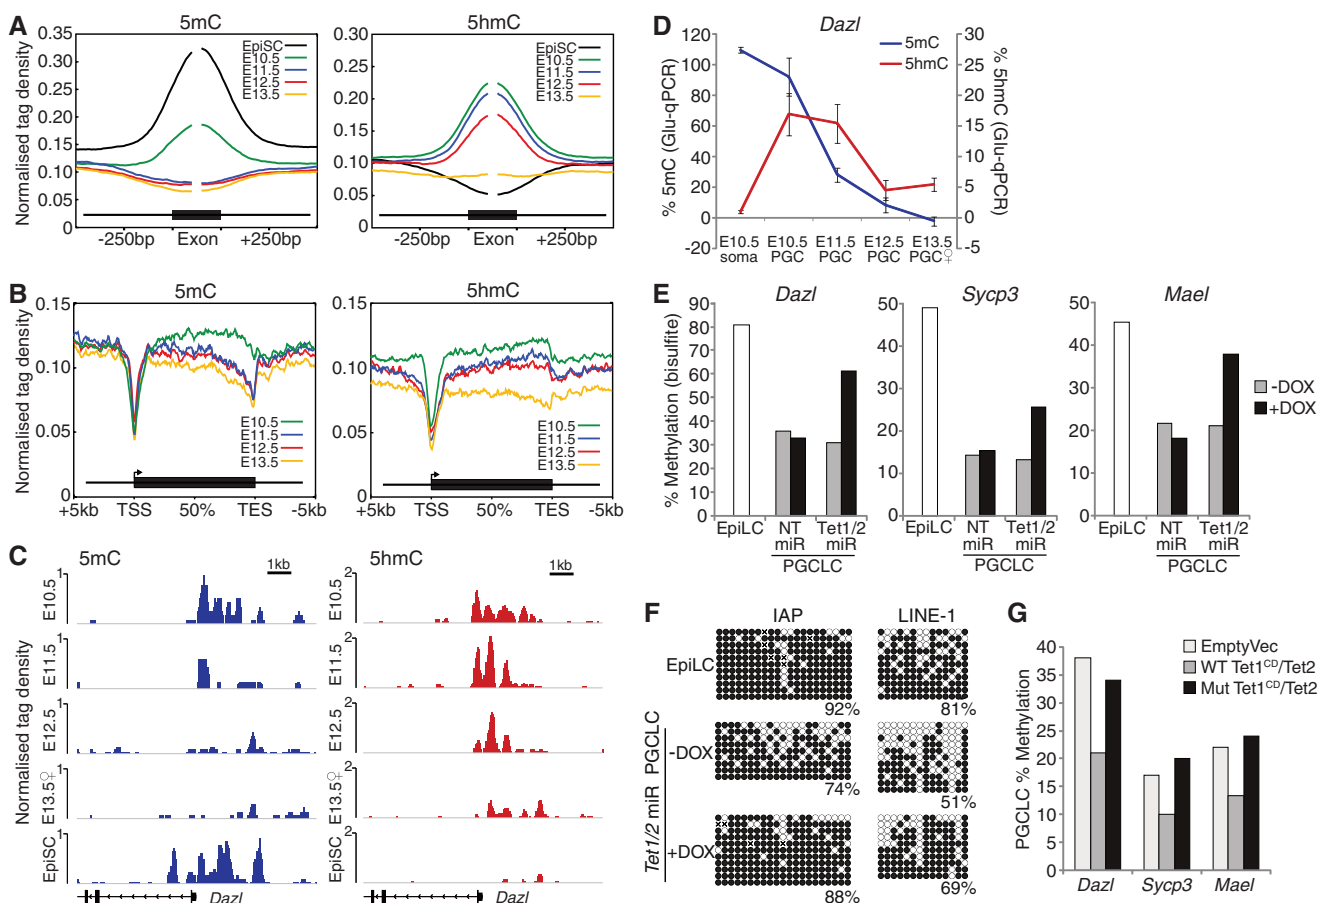 A
5mC
Normalised tag density
0.35
0.30
0.25
0.20
0.15
0.10
0.05
0
EpiSC
E10.5
E11.5
E12.5
E13.5
-250bp Exon +250bp
5hmC
0.30
0.25
0.20
0.15
0.10
0.05
0
EpiSC
E10.5
E11.5
E12.5
E13.5
-250bp Exon +250bp
B
5mC
Normalised tag density
0.15
0.10
0.05
0
E10.5
E11.5
E12.5
E13.5
+5kb TSS 50% TES -5kb
5hmC
0.15
0.10
0.05
0
E10.5
E11.5
E12.5
E13.5
+5kb TSS 50% TES -5kb
C
5mC
5hmC
1kb
1kb
Normalised tag density
E10.5 1
E11.5 1
E12.5 1
E13.5♀ 1
EpiSC 1
Dazl
E10.5 2
E11.5 2
E12.5 2
E13.5♀ 2
EpiSC 2
Dazl
D
Dazl
% 5mC (Glu-qPCR)
120
100
80
60
40
20
0
-20
5mC
5hmC
30
25
20
15
10
5
0
-5
% 5hmC (Glu-qPCR)
E10.5 E10.5 E11.5 E12.5 E13.5
soma PGC PGC PGC PGC♀
E
% Methylation (bisulfite)
Dazl
90
80
70
60
50
40
30
20
10
0
EpiLC NT miR Tet1/2 miR
PGCLC
Sycp3
50
40
30
20
10
0
EpiLC NT miR Tet1/2 miR
PGCLC
Mael
50
40
30
20
10
0
EpiLC NT miR Tet1/2 miR
PGCLC
-DOX
+DOX
F
IAP LINE-1
EpiLC
92% 81%
Tet1/2 miR PGCLC
-DOX
74% 51%
+DOX
88% 69%
G
PGCLC % Methylation
40
35
30
25
20
15
10
5
0
EmptyVec
WT Tet1CD/Tet2
Mut Tet1CD/Tet2
Dazl Sycp3 Mael